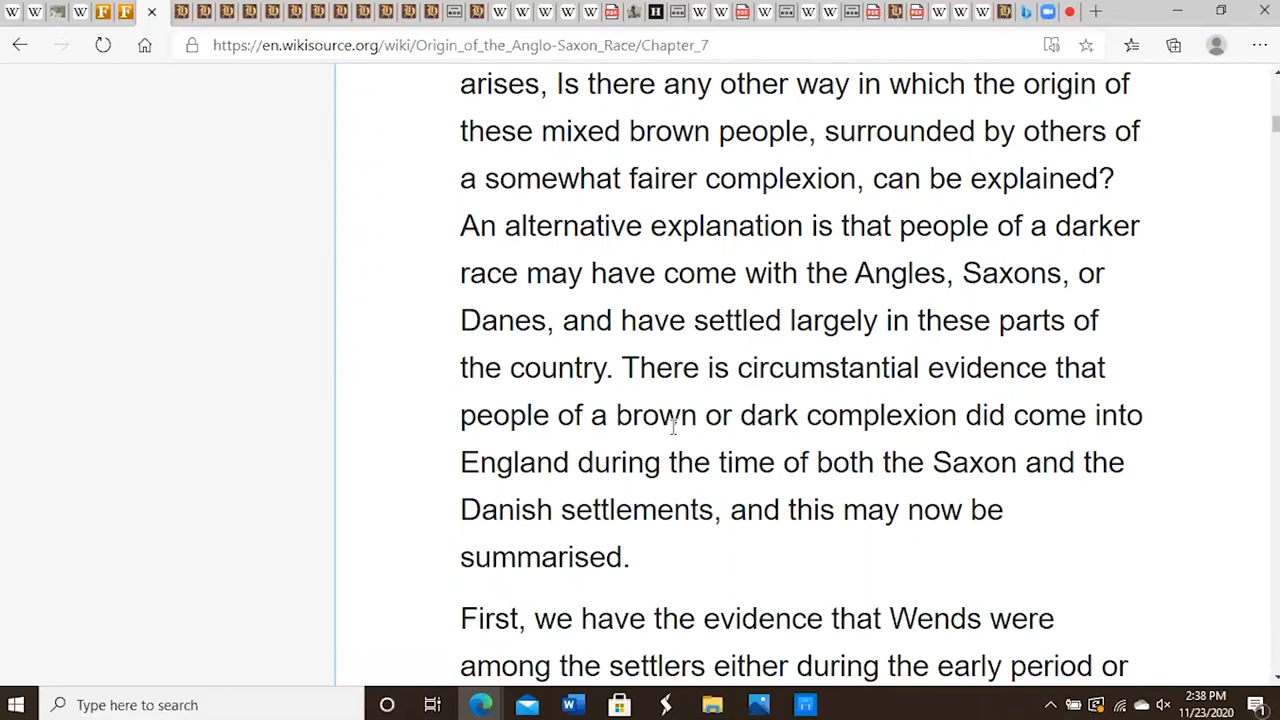 https://en.wikisource.org/wiki/Origin_of_the_Anglo-Saxon_Race/Chapter_7
arises, Is there any other way in which the origin of
these mixed brown people, surrounded by others of
a somewhat fairer complexion, can be explained?
An alternative explanation is that people of a darker
race may have come with the Angles, Saxons, or
Danes, and have settled largely in these parts of
the country. There is circumstantial evidence that
people of a brown or dark complexion did come into
England during the time of both the Saxon and the
Danish settlements, and this may now be
summarised.
First, we have the evidence that Wends were
among the settlers either during the early period or
Type here to search
2:38 PM
11/23/2020